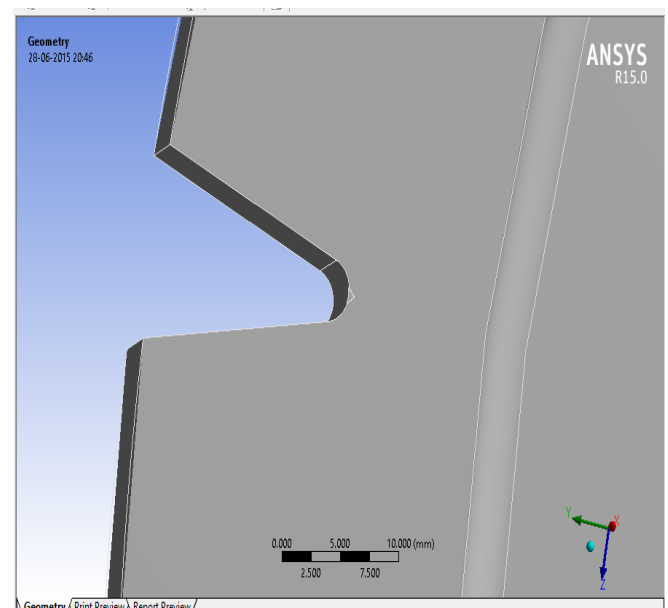 Geometry
28-06-2015 20:46
ANSYS
R15.0
0.000 5.000 10.000 (mm)
2.500 7.500
Y X
Z
Geometry Print Preview Report Preview